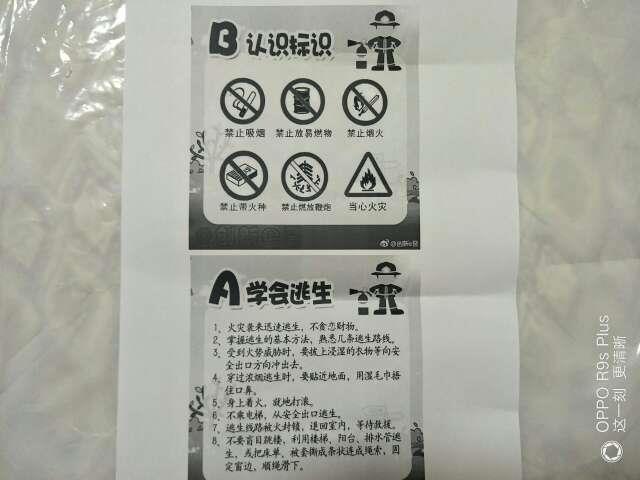 B 认识标识
禁止吸烟
禁止放易燃物
禁止烟火
禁止带火种
禁止燃放鞭炮
当心火灾
A 学会逃生
1、火灾袭来迅速逃生，不贪恋财物。
2、掌握逃生的基本方法，熟悉几条逃生路线。
3、受到火势威胁时，要披上浸湿的衣物等向安
全出口方向冲出去。
4、穿过浓烟逃生时，要贴近地面，用湿毛巾捂
住口鼻。
5、身上着火，就地打滚。
6、不乘电梯，从安全出口逃生。
7、逃生线路被火封锁，退回室内，等待救援。
8、不要盲目跳楼，利用楼梯、阳台、排水管逃
生，或把床单、被套撕成条状连成绳索，固
定窗边，顺绳滑下。
OPPO R9s Plus
这一刻 更清晰